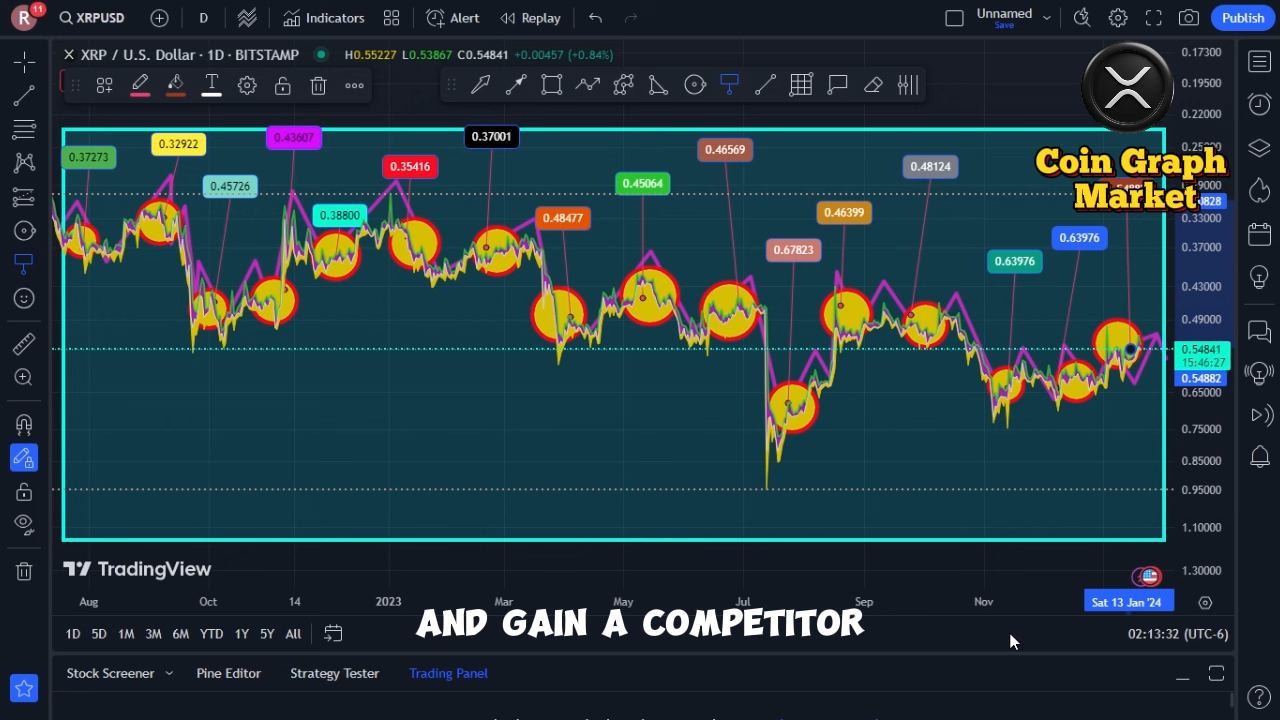 R
11
XRPUSD
D
Indicators
Alert
Replay
Unnamed
Save
Publish
XRP / U.S. Dollar · 1D · BITSTAMP
H0.55227 L0.53867 C0.54841 +0.00457 (+0.84%)
T
Coin Graph
Market
0.17300
0.19500
0.22000
0.33000
0.37000
0.43000
0.49000
0.54841
15:46:27
0.54882
0.65000
0.75000
0.85000
0.95000
1.10000
1.30000
0.37273
0.32922
0.45726
0.43607
0.38800
0.35416
0.37001
0.48477
0.45064
0.46569
0.67823
0.46399
0.48124
0.63976
0.63976
TradingView
Aug Oct 14 2023 Mar May Jul Sep Nov Sat 13 Jan '24
AND GAIN A COMPETITOR
1D 5D 1M 3M 6M YTD 1Y 5Y All
02:13:32 (UTC-6)
Stock Screener Pine Editor Strategy Tester Trading Panel